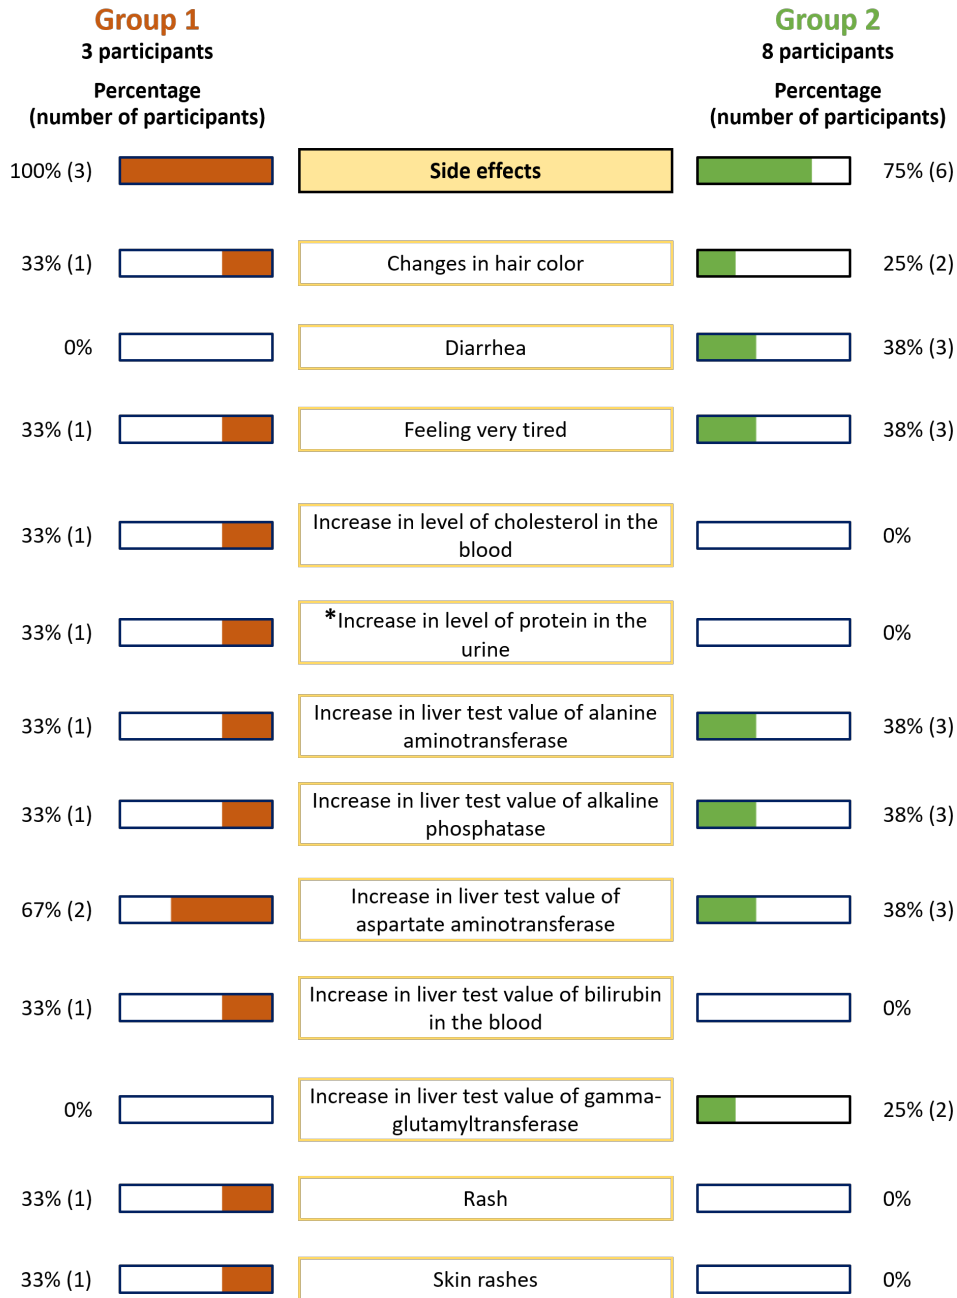 Group 1
3 participants
Percentage
(number of participants)
Group 2
8 participants
Percentage
(number of participants)
100% (3)
Side effects
75% (6)
33% (1)
Changes in hair color
25% (2)
0%
Diarrhea
38% (3)
33% (1)
Feeling very tired
38% (3)
33% (1)
Increase in level of cholesterol in the
blood
0%
33% (1)
*Increase in level of protein in the
urine
0%
33% (1)
Increase in liver test value of alanine
aminotransferase
38% (3)
33% (1)
Increase in liver test value of alkaline
phosphatase
38% (3)
67% (2)
Increase in liver test value of
aspartate aminotransferase
38% (3)
33% (1)
Increase in liver test value of bilirubin
in the blood
0%
0%
Increase in liver test value of gamma-
glutamyltransferase
25% (2)
33% (1)
Rash
0%
33% (1)
Skin rashes
0%